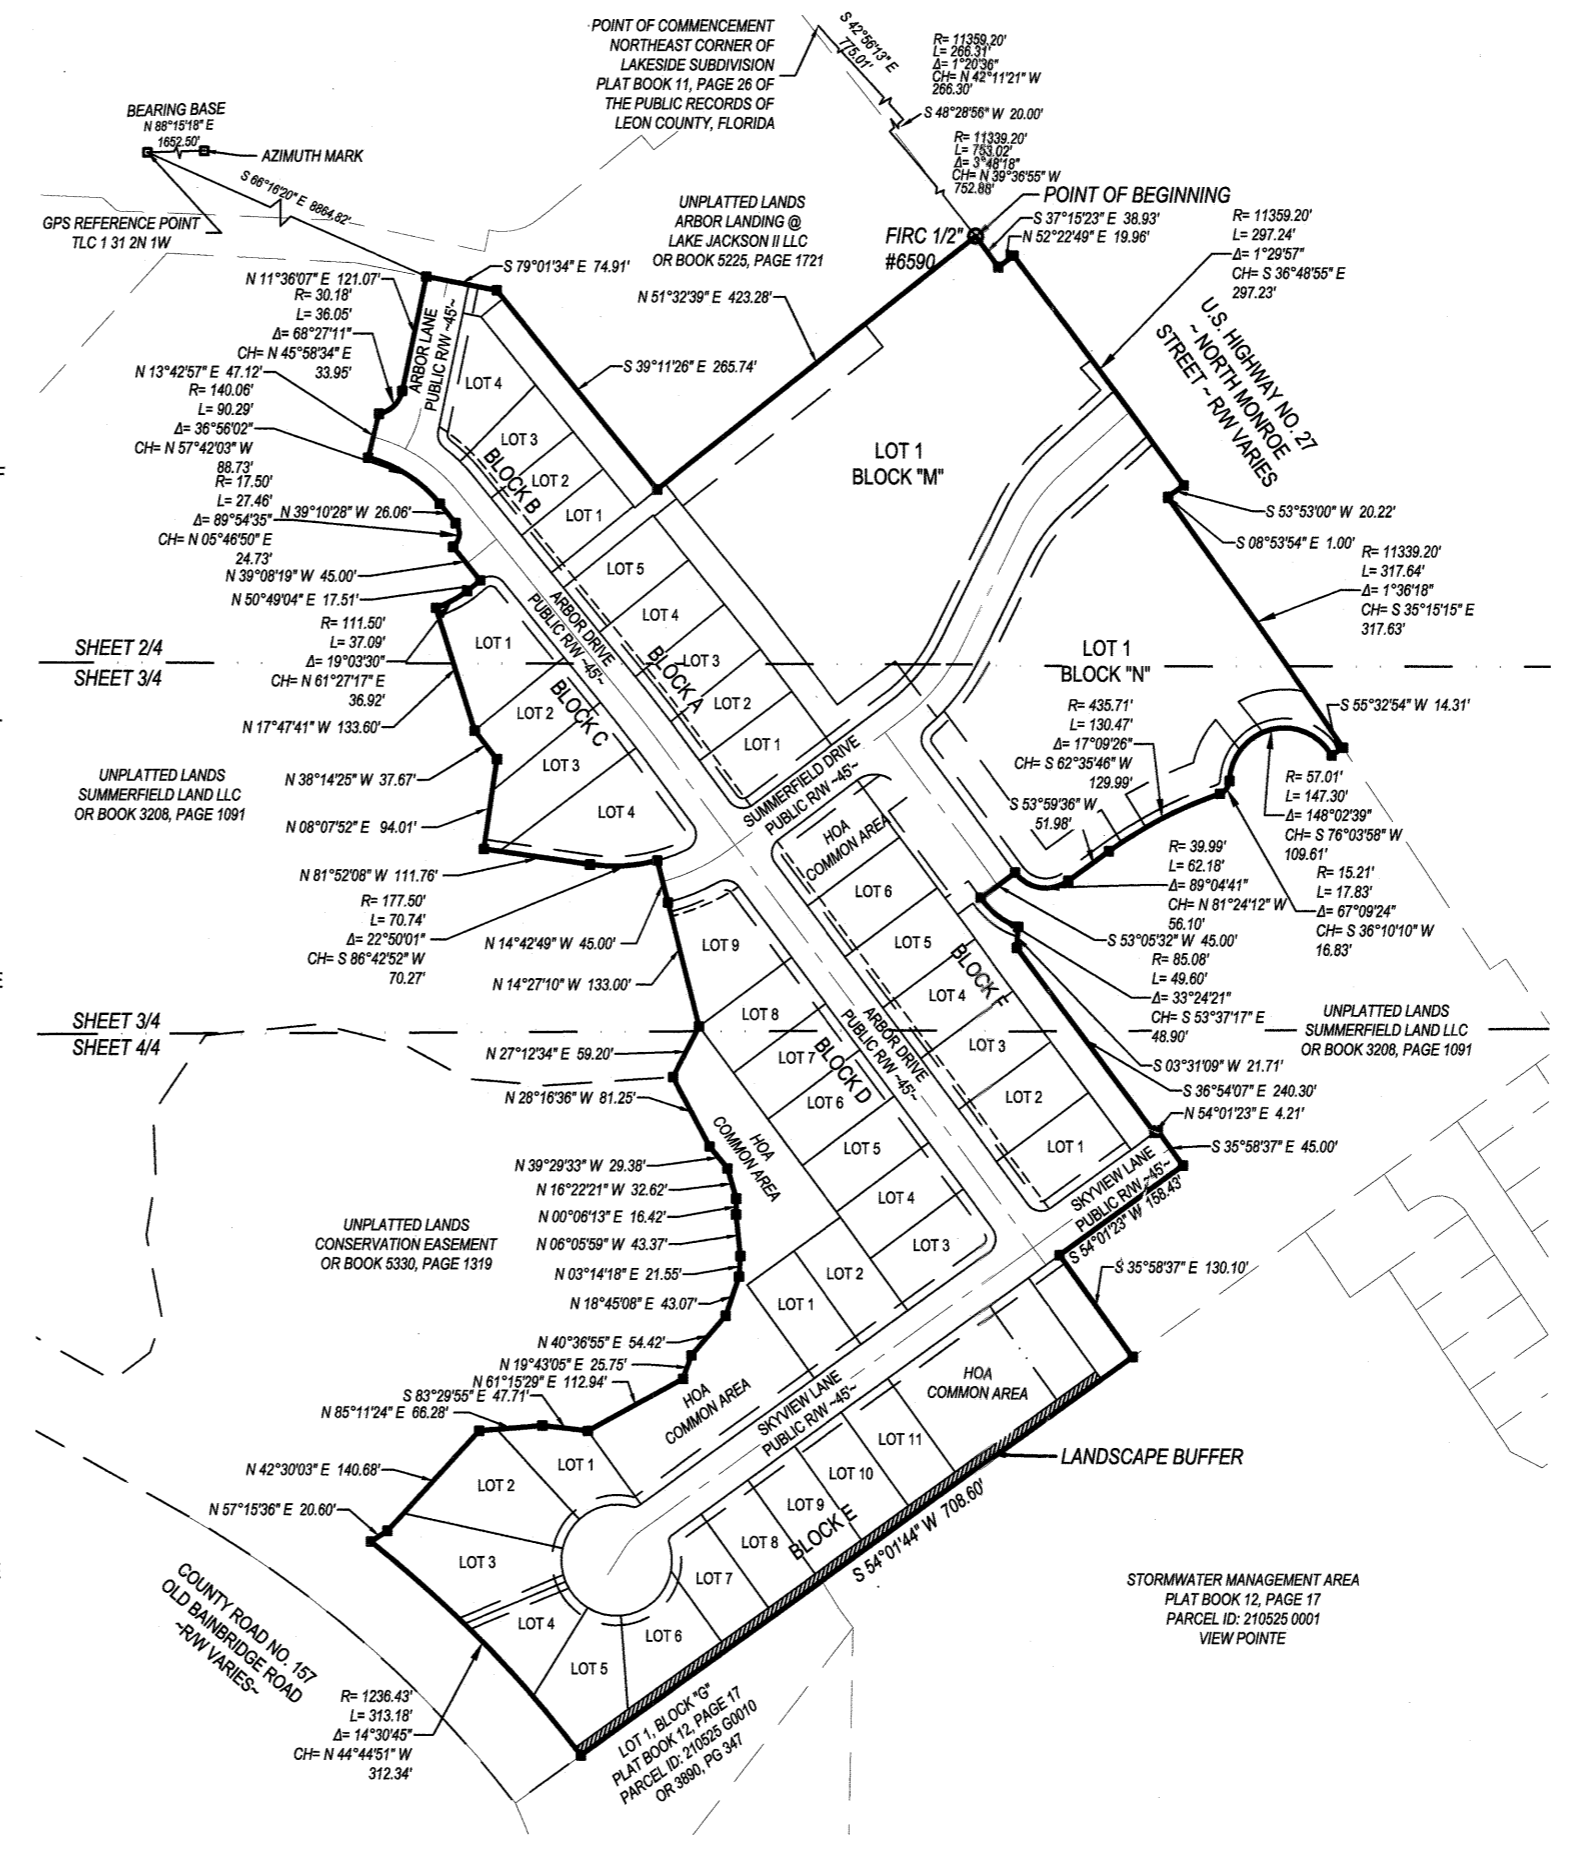 POINT OF COMMENCEMENT
NORTHEAST CORNER OF
LAKESIDE SUBDIVISION
PLAT BOOK 11, PAGE 26 OF
THE PUBLIC RECORDS OF
LEON COUNTY, FLORIDA
S 42°56'13" E
775.01'
R= 11359.20'
L= 266.31'
Δ= 1°20'36"
CH= N 42°11'21" W
266.30'
S 48°28'56" W 20.00'
R= 11339.20'
L= 753.02'
Δ= 3°48'18"
CH= N 39°36'55" W
752.88'
BEARING BASE
N 88°15'18" E
1652.50'
AZIMUTH MARK
S 66°16'20" E 8864.82'
GPS REFERENCE POINT
TLC 1 31 2N 1W
UNPLATTED LANDS
ARBOR LANDING @
LAKE JACKSON II LLC
OR BOOK 5225, PAGE 1721
POINT OF BEGINNING
FIRC 1/2"
#6590
S 37°15'23" E 38.93'
N 52°22'49" E 19.96'
R= 11359.20'
L= 297.24'
Δ= 1°29'57"
CH= S 36°48'55" E
297.23'
U.S. HIGHWAY NO. 27
~ NORTH MONROE
STREET ~ R/W VARIES
N 11°36'07" E 121.07'
S 79°01'34" E 74.91'
N 51°32'39" E 423.28'
S 39°11'26" E 265.74'
R= 30.18'
L= 36.05'
Δ= 68°27'11"
CH= N 45°58'34" E
33.95'
N 13°42'57" E 47.12'
R= 140.06'
L= 90.29'
Δ= 36°56'02"
CH= N 57°42'03" W
88.73'
R= 17.50'
L= 27.46'
Δ= 89°54'35"
CH= N 05°46'50" E
24.73'
N 39°10'28" W 26.06'
N 39°08'19" W 45.00'
N 50°49'04" E 17.51'
R= 111.50'
L= 37.09'
Δ= 19°03'30"
CH= N 61°27'17" E
36.92'
ARBOR LANE
PUBLIC R/W ~45'~
LOT 4
LOT 3
LOT 2
LOT 1
BLOCK B
LOT 5
LOT 4
LOT 3
LOT 2
LOT 1
BLOCK A
ARBOR DRIVE
PUBLIC R/W ~45'~
LOT 1
BLOCK "M"
S 53°53'00" W 20.22'
S 08°53'54" E 1.00'
R= 11339.20'
L= 317.64'
Δ= 1°36'18"
CH= S 35°15'15" E
317.63'
SHEET 2/4
SHEET 3/4
LOT 1
BLOCK "N"
S 55°32'54" W 14.31'
LOT 1
LOT 2
LOT 3
LOT 4
BLOCK C
N 17°47'41" W 133.60'
N 38°14'25" W 37.67'
N 08°07'52" E 94.01'
N 81°52'08" W 111.76'
UNPLATTED LANDS
SUMMERFIELD LAND LLC
OR BOOK 3208, PAGE 1091
R= 177.50'
L= 70.74'
Δ= 22°50'01"
CH= S 86°42'52" W
70.27'
N 14°42'49" W 45.00'
N 14°27'10" W 133.00'
SUMMERFIELD DRIVE
PUBLIC R/W ~45'~
R= 435.71'
L= 130.47'
Δ= 17°09'26"
CH= S 62°35'46" W
129.99'
S 53°59'36" W
51.98'
R= 57.01'
L= 147.30'
Δ= 148°02'39"
CH= S 76°03'58" W
109.61'
R= 39.99'
L= 62.18'
Δ= 89°04'41"
CH= N 81°24'12" W
56.10'
R= 15.21'
L= 17.83'
Δ= 67°09'24"
CH= S 36°10'10" W
16.83'
S 53°05'32" W 45.00'
R= 85.08'
L= 49.60'
Δ= 33°24'21"
CH= S 53°37'17" E
48.90'
UNPLATTED LANDS
SUMMERFIELD LAND LLC
OR BOOK 3208, PAGE 1091
S 03°31'09" W 21.71'
S 36°54'07" E 240.30'
N 54°01'23" E 4.21'
S 35°58'37" E 45.00'
HOA
COMMON AREA
LOT 6
LOT 5
LOT 4
LOT 3
LOT 2
LOT 1
BLOCK F
ARBOR DRIVE
PUBLIC R/W ~45'~
LOT 9
LOT 8
LOT 7
LOT 6
LOT 5
LOT 4
LOT 3
LOT 2
LOT 1
BLOCK D
SHEET 3/4
SHEET 4/4
N 27°12'34" E 59.20'
N 28°16'36" W 81.25'
N 39°29'33" W 29.38'
N 16°22'21" W 32.62'
N 00°06'13" E 16.42'
N 06°05'59" W 43.37'
N 03°14'18" E 21.55'
N 18°45'08" E 43.07'
N 40°36'55" E 54.42'
N 19°43'05" E 25.75'
N 61°15'29" E 112.94'
S 83°29'55" E 47.71'
N 85°11'24" E 66.28'
N 42°30'03" E 140.68'
N 57°15'36" E 20.60'
HOA
COMMON AREA
UNPLATTED LANDS
CONSERVATION EASEMENT
OR BOOK 5330, PAGE 1319
SKYVIEW LANE
PUBLIC R/W ~45'~
S 54°01'23" W 158.43'
S 35°58'37" E 130.10'
HOA
COMMON AREA
SKYVIEW LANE
PUBLIC R/W ~45'~
HOA
COMMON AREA
LANDSCAPE BUFFER
LOT 1
LOT 2
LOT 3
LOT 4
LOT 5
LOT 6
LOT 7
LOT 8
LOT 9
LOT 10
LOT 11
BLOCK E
S 54°01'44" W 708.60'
COUNTY ROAD NO. 157
OLD BAINBRIDGE ROAD
~R/W VARIES~
R= 1236.43'
L= 313.18'
Δ= 14°30'45"
CH= N 44°44'51" W
312.34'
LOT 1, BLOCK "G"
PLAT BOOK 12, PAGE 17
PARCEL ID: 210525 G0010
OR 3890, PG 347
STORMWATER MANAGEMENT AREA
PLAT BOOK 12, PAGE 17
PARCEL ID: 210525 0001
VIEW POINTE